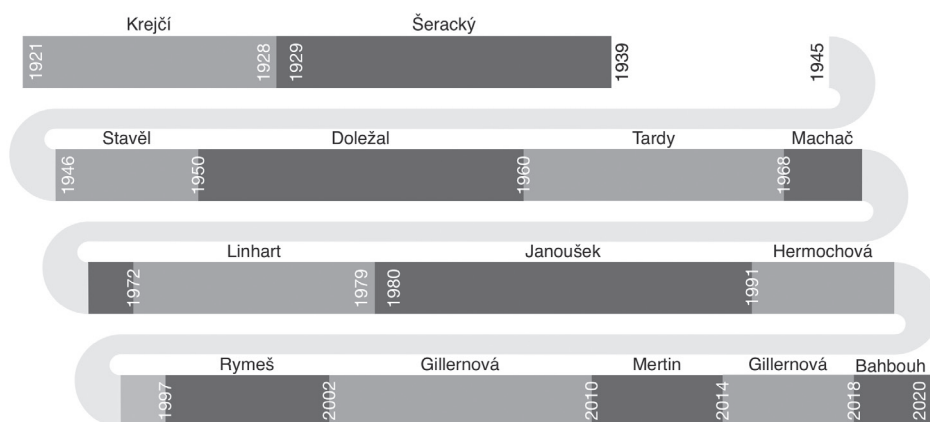 Krejčí Šeracký
1921 1928 1929 1939 1945
Stavěl Doležal Tardy Machač
1946 1950 1960 1968
Linhart Janoušek Hermochová
1972 1979 1980 1991
Rymeš Gillernová Mertin Gillernová Bahbouh
1997 2002 2010 2014 2018 2020